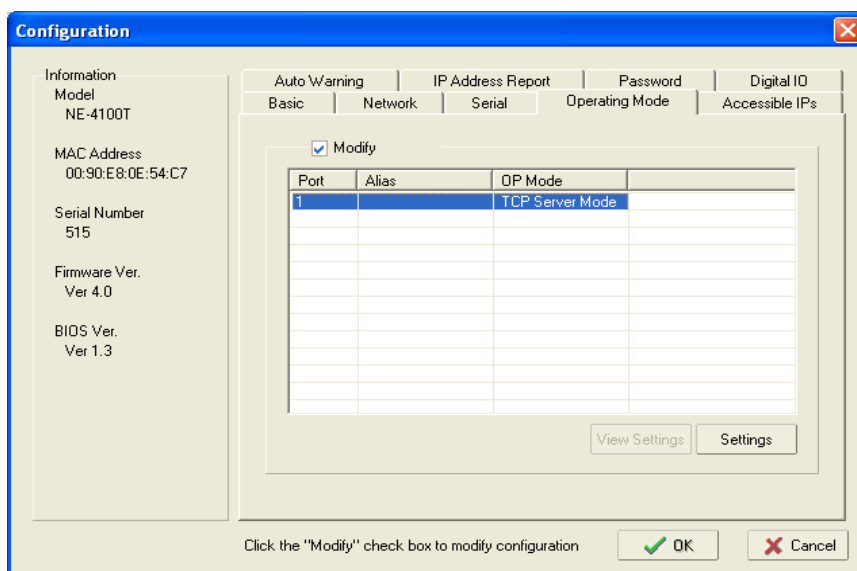 Configuration
Information
Model
NE-4100T
MAC Address
00:90:E8:0E:54:C7
Serial Number
515
Firmware Ver.
Ver 4.0
BIOS Ver.
Ver 1.3
Auto Warning IP Address Report Password Digital IO
Basic Network Serial Operating Mode Accessible IPs
Modify
Port Alias OP Mode
1 TCP Server Mode
View Settings Settings
Click the "Modify" check box to modify configuration OK Cancel